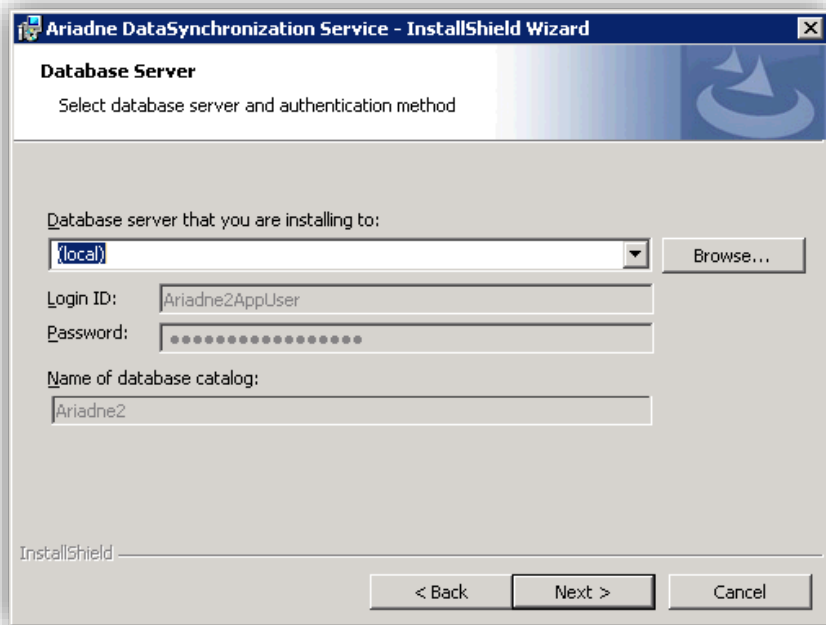 Ariadne DataSynchronization Service - InstallShield Wizard
Database Server
Select database server and authentication method
Database server that you are installing to:
(local)
Browse...
Login ID:
Ariadne2AppUser
Password:
●●●●●●●●●●●●●●●●●
Name of database catalog:
Ariadne2
InstallShield
< Back
Next >
Cancel